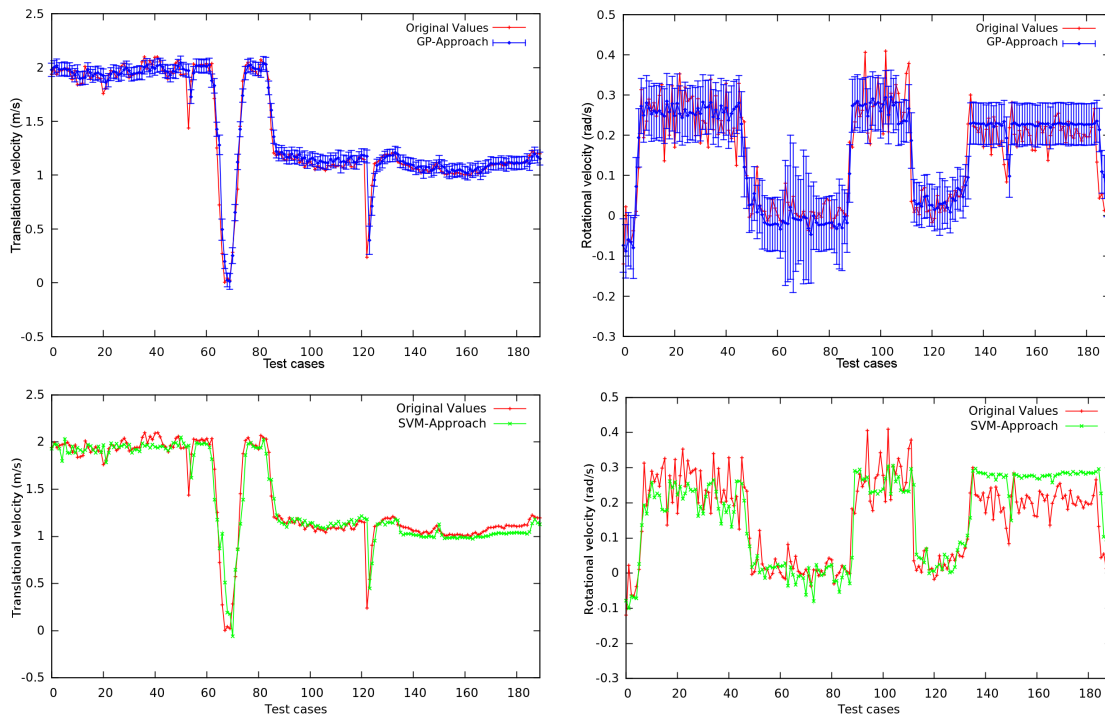 2.5
2
1.5
1
0.5
0
-0.5
Translational velocity (m/s)
Original Values
GP-Approach
0 20 40 60 80 100 120 140 160 180
Test cases
0.5
0.4
0.3
0.2
0.1
0
-0.1
-0.2
-0.3
Rotational velocity (rad/s)
Original Values
GP-Approach
0 20 40 60 80 100 120 140 160 180
Test cases
2.5
2
1.5
1
0.5
0
-0.5
Translational velocity (m/s)
Original Values
SVM-Approach
0 20 40 60 80 100 120 140 160 180
Test cases
0.5
0.4
0.3
0.2
0.1
0
-0.1
-0.2
-0.3
Rotational velocity (rad/s)
Original Values
SVM-Approach
0 20 40 60 80 100 120 140 160 180
Test cases